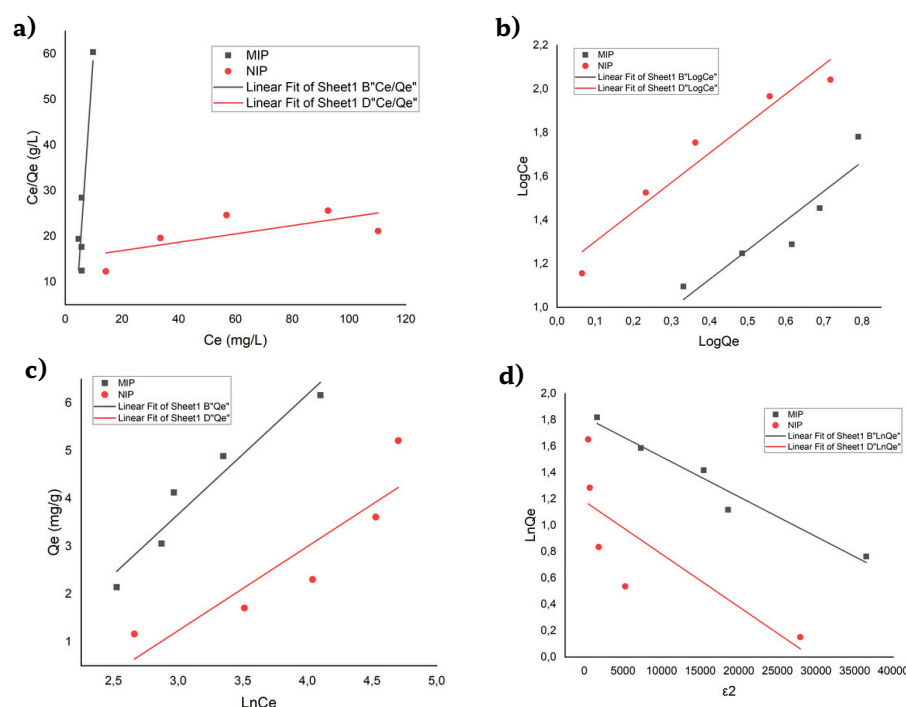 a)
MIP
NIP
Linear Fit of Sheet1 B"Ce/Qe"
Linear Fit of Sheet1 D"Ce/Qe"
60
50
40
30
20
10
Ce/Qe (g/L)
0 20 40 60 80 100 120
Ce (mg/L)
b)
MIP
NIP
Linear Fit of Sheet1 B"LogCe"
Linear Fit of Sheet1 D"LogCe"
2,2
2,0
1,8
1,6
1,4
1,2
1,0
LogCe
0,0 0,1 0,2 0,3 0,4 0,5 0,6 0,7 0,8
LogQe
c)
MIP
NIP
Linear Fit of Sheet1 B"Qe"
Linear Fit of Sheet1 D"Qe"
6
5
4
3
2
1
Qe (mg/g)
2,5 3,0 3,5 4,0 4,5 5,0
LnCe
d)
MIP
NIP
Linear Fit of Sheet1 B"LnQe"
Linear Fit of Sheet1 D"LnQe"
2,0
1,8
1,6
1,4
1,2
1,0
0,8
0,6
0,4
0,2
0,0
LnQe
0 5000 10000 15000 20000 25000 30000 35000 40000
ε2